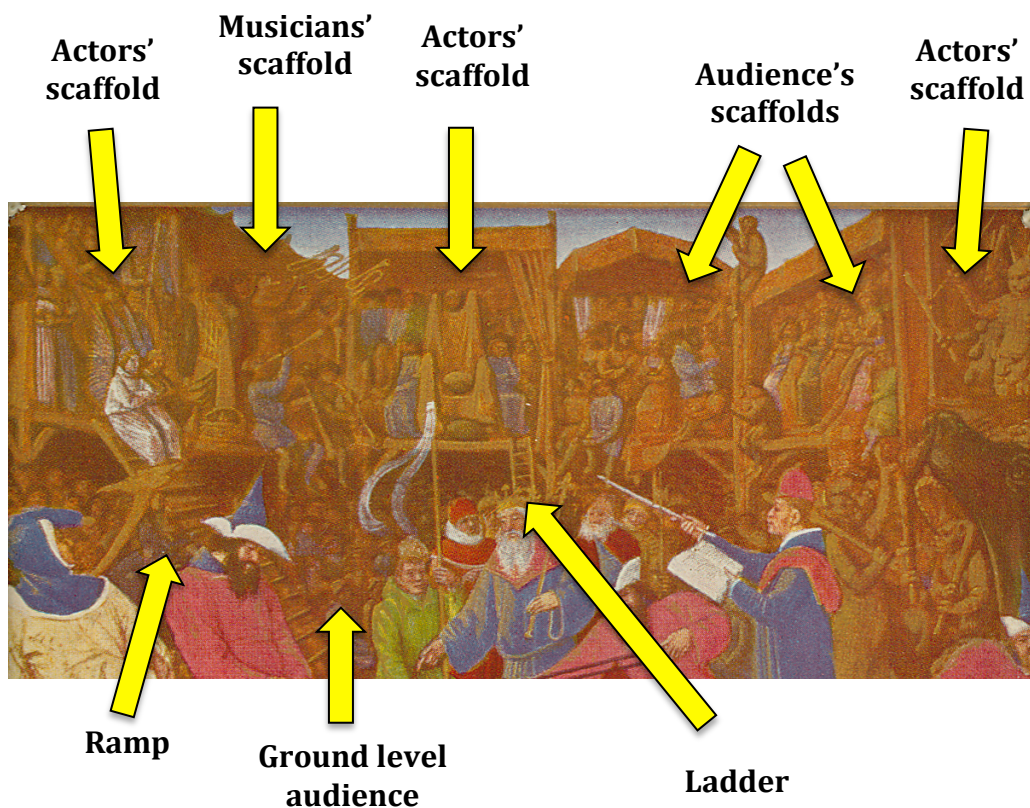 Actors’
scaffold
Musicians’
scaffold
Actors’
scaffold
Audience’s
scaffolds
Actors’
scaffold
Ramp
Ground level
audience
Ladder